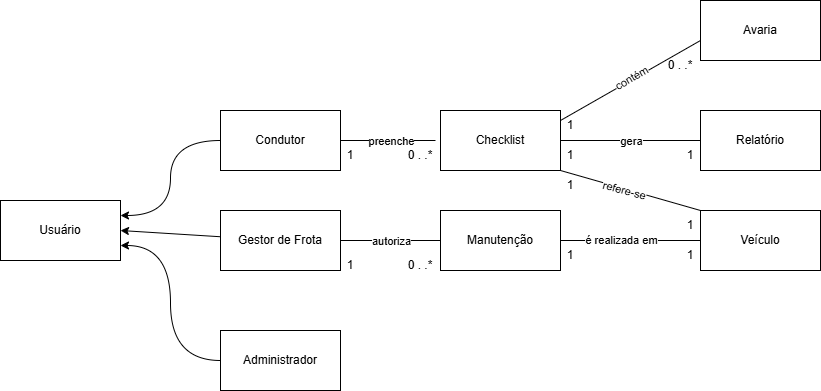 Avaria
contém
0 . .*
1
Condutor
preenche
1
0 . .*
Checklist
gera
1
1
Relatório
1
refere-se
1
Usuário
Gestor de Frota
autoriza
1
0 . .*
Manutenção
é realizada em
1
1
Veículo
Administrador